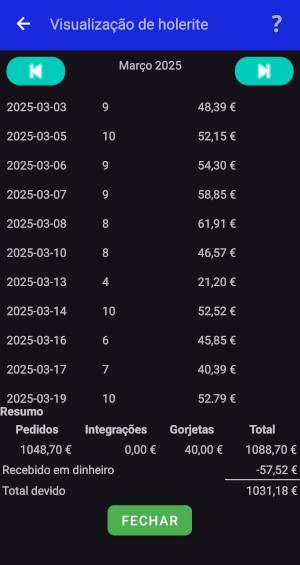 Visualização de holerite ?
Março 2025
2025-03-03 9 48,39 €
2025-03-05 10 52,15 €
2025-03-06 9 54,30 €
2025-03-07 9 58,85 €
2025-03-08 8 61,91 €
2025-03-10 8 46,57 €
2025-03-13 4 21,20 €
2025-03-14 10 52,52 €
2025-03-16 6 45,85 €
2025-03-17 7 40,39 €
2025-03-19 10 52.79 €
Resumo
Pedidos Integrações Gorjetas Total
1048,70 € 0,00 € 40,00 € 1088,70 €
Recebido em dinheiro -57,52 €
Total devido 1031,18 €
FECHAR